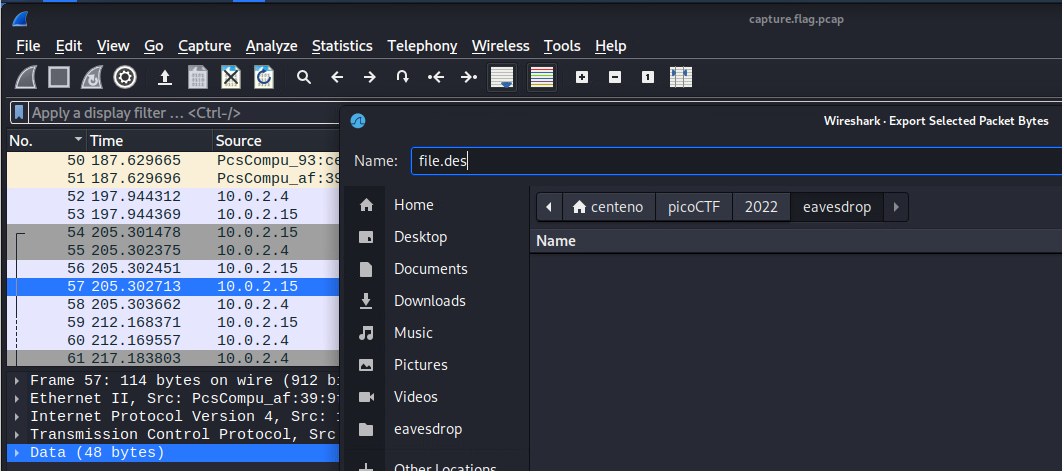 capture.flag.pcap
File Edit View Go Capture Analyze Statistics Telephony Wireless Tools Help
Apply a display filter ... <Ctrl-/>
Wireshark · Export Selected Packet Bytes
No. Time Source
Name: file.des
50 187.629665 PcsCompu_93:ce
51 187.629696 PcsCompu_af:39
52 197.944312 10.0.2.4
53 197.944369 10.0.2.15
54 205.301478 10.0.2.15
55 205.302375 10.0.2.4
56 205.302451 10.0.2.15
57 205.302713 10.0.2.15
58 205.303662 10.0.2.4
59 212.168371 10.0.2.15
60 212.169557 10.0.2.4
61 217.183803 10.0.2.4
Frame 57: 114 bytes on wire (912 bi
Ethernet II, Src: PcsCompu_af:39:9f
Internet Protocol Version 4, Src: 1
Transmission Control Protocol, Src
Data (48 bytes)
Home
Desktop
Documents
Downloads
Music
Pictures
Videos
eavesdrop
Other Locations
centeno picoCTF 2022 eavesdrop
Name